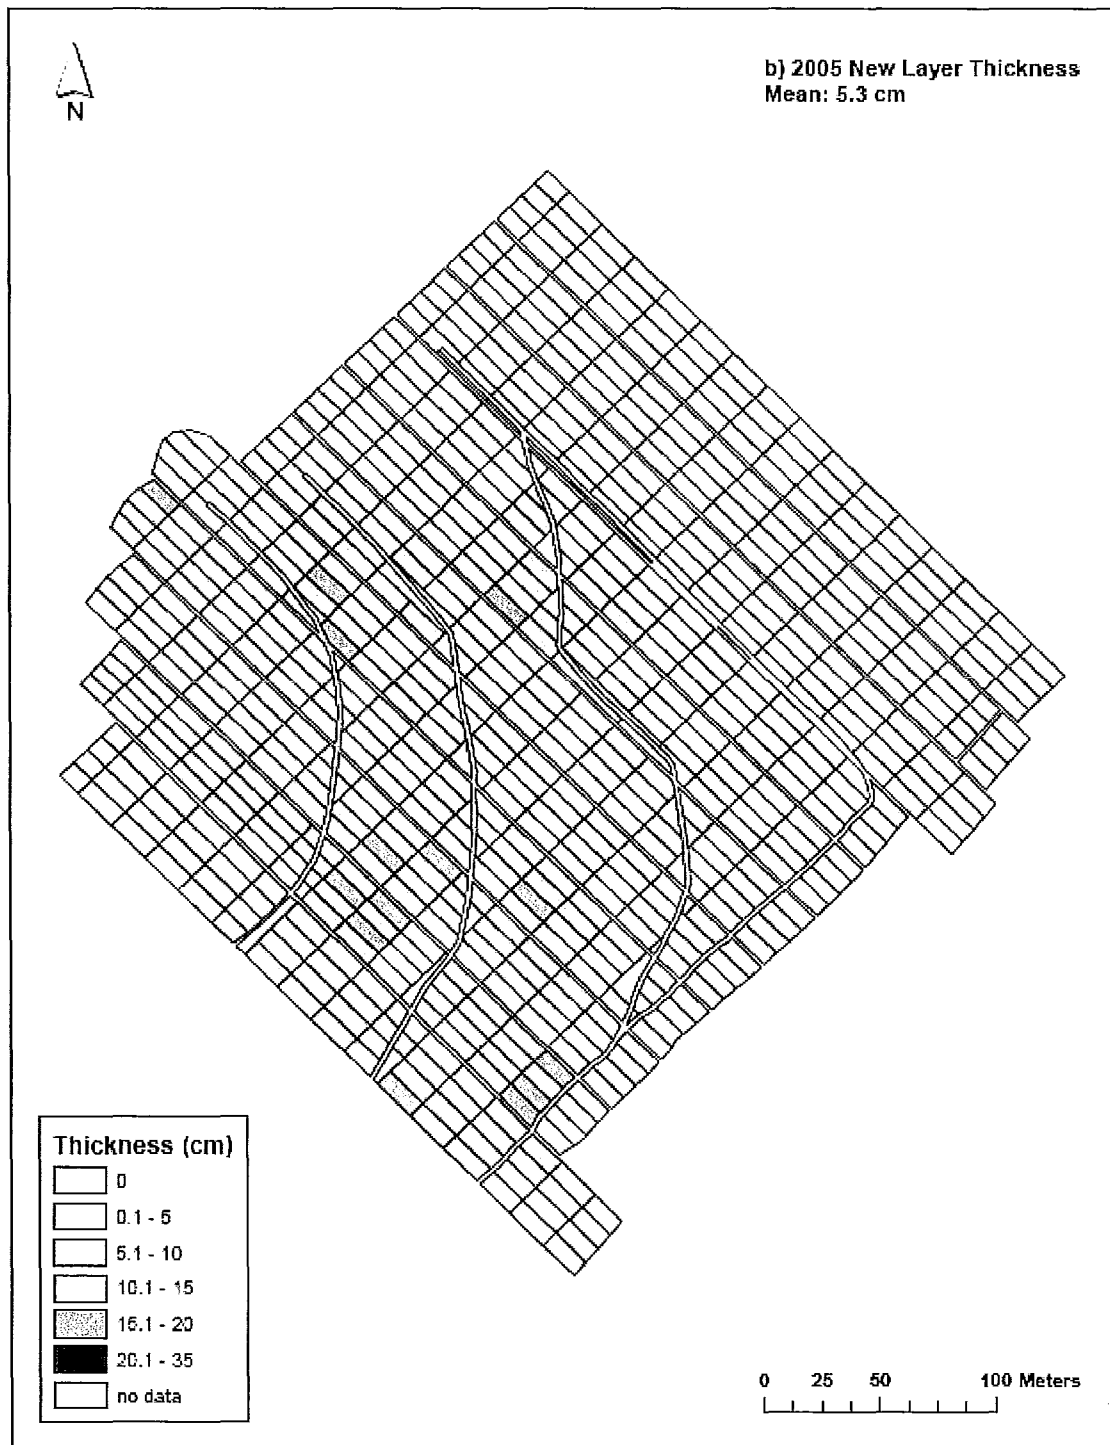 b) 2005 New Layer Thickness
Mean: 5.3 cm
N
Thickness (cm)
0
0.1 - 5
5.1 - 10
10.1 - 15
15.1 - 20
20.1 - 35
no data
0 25 50 100 Meters